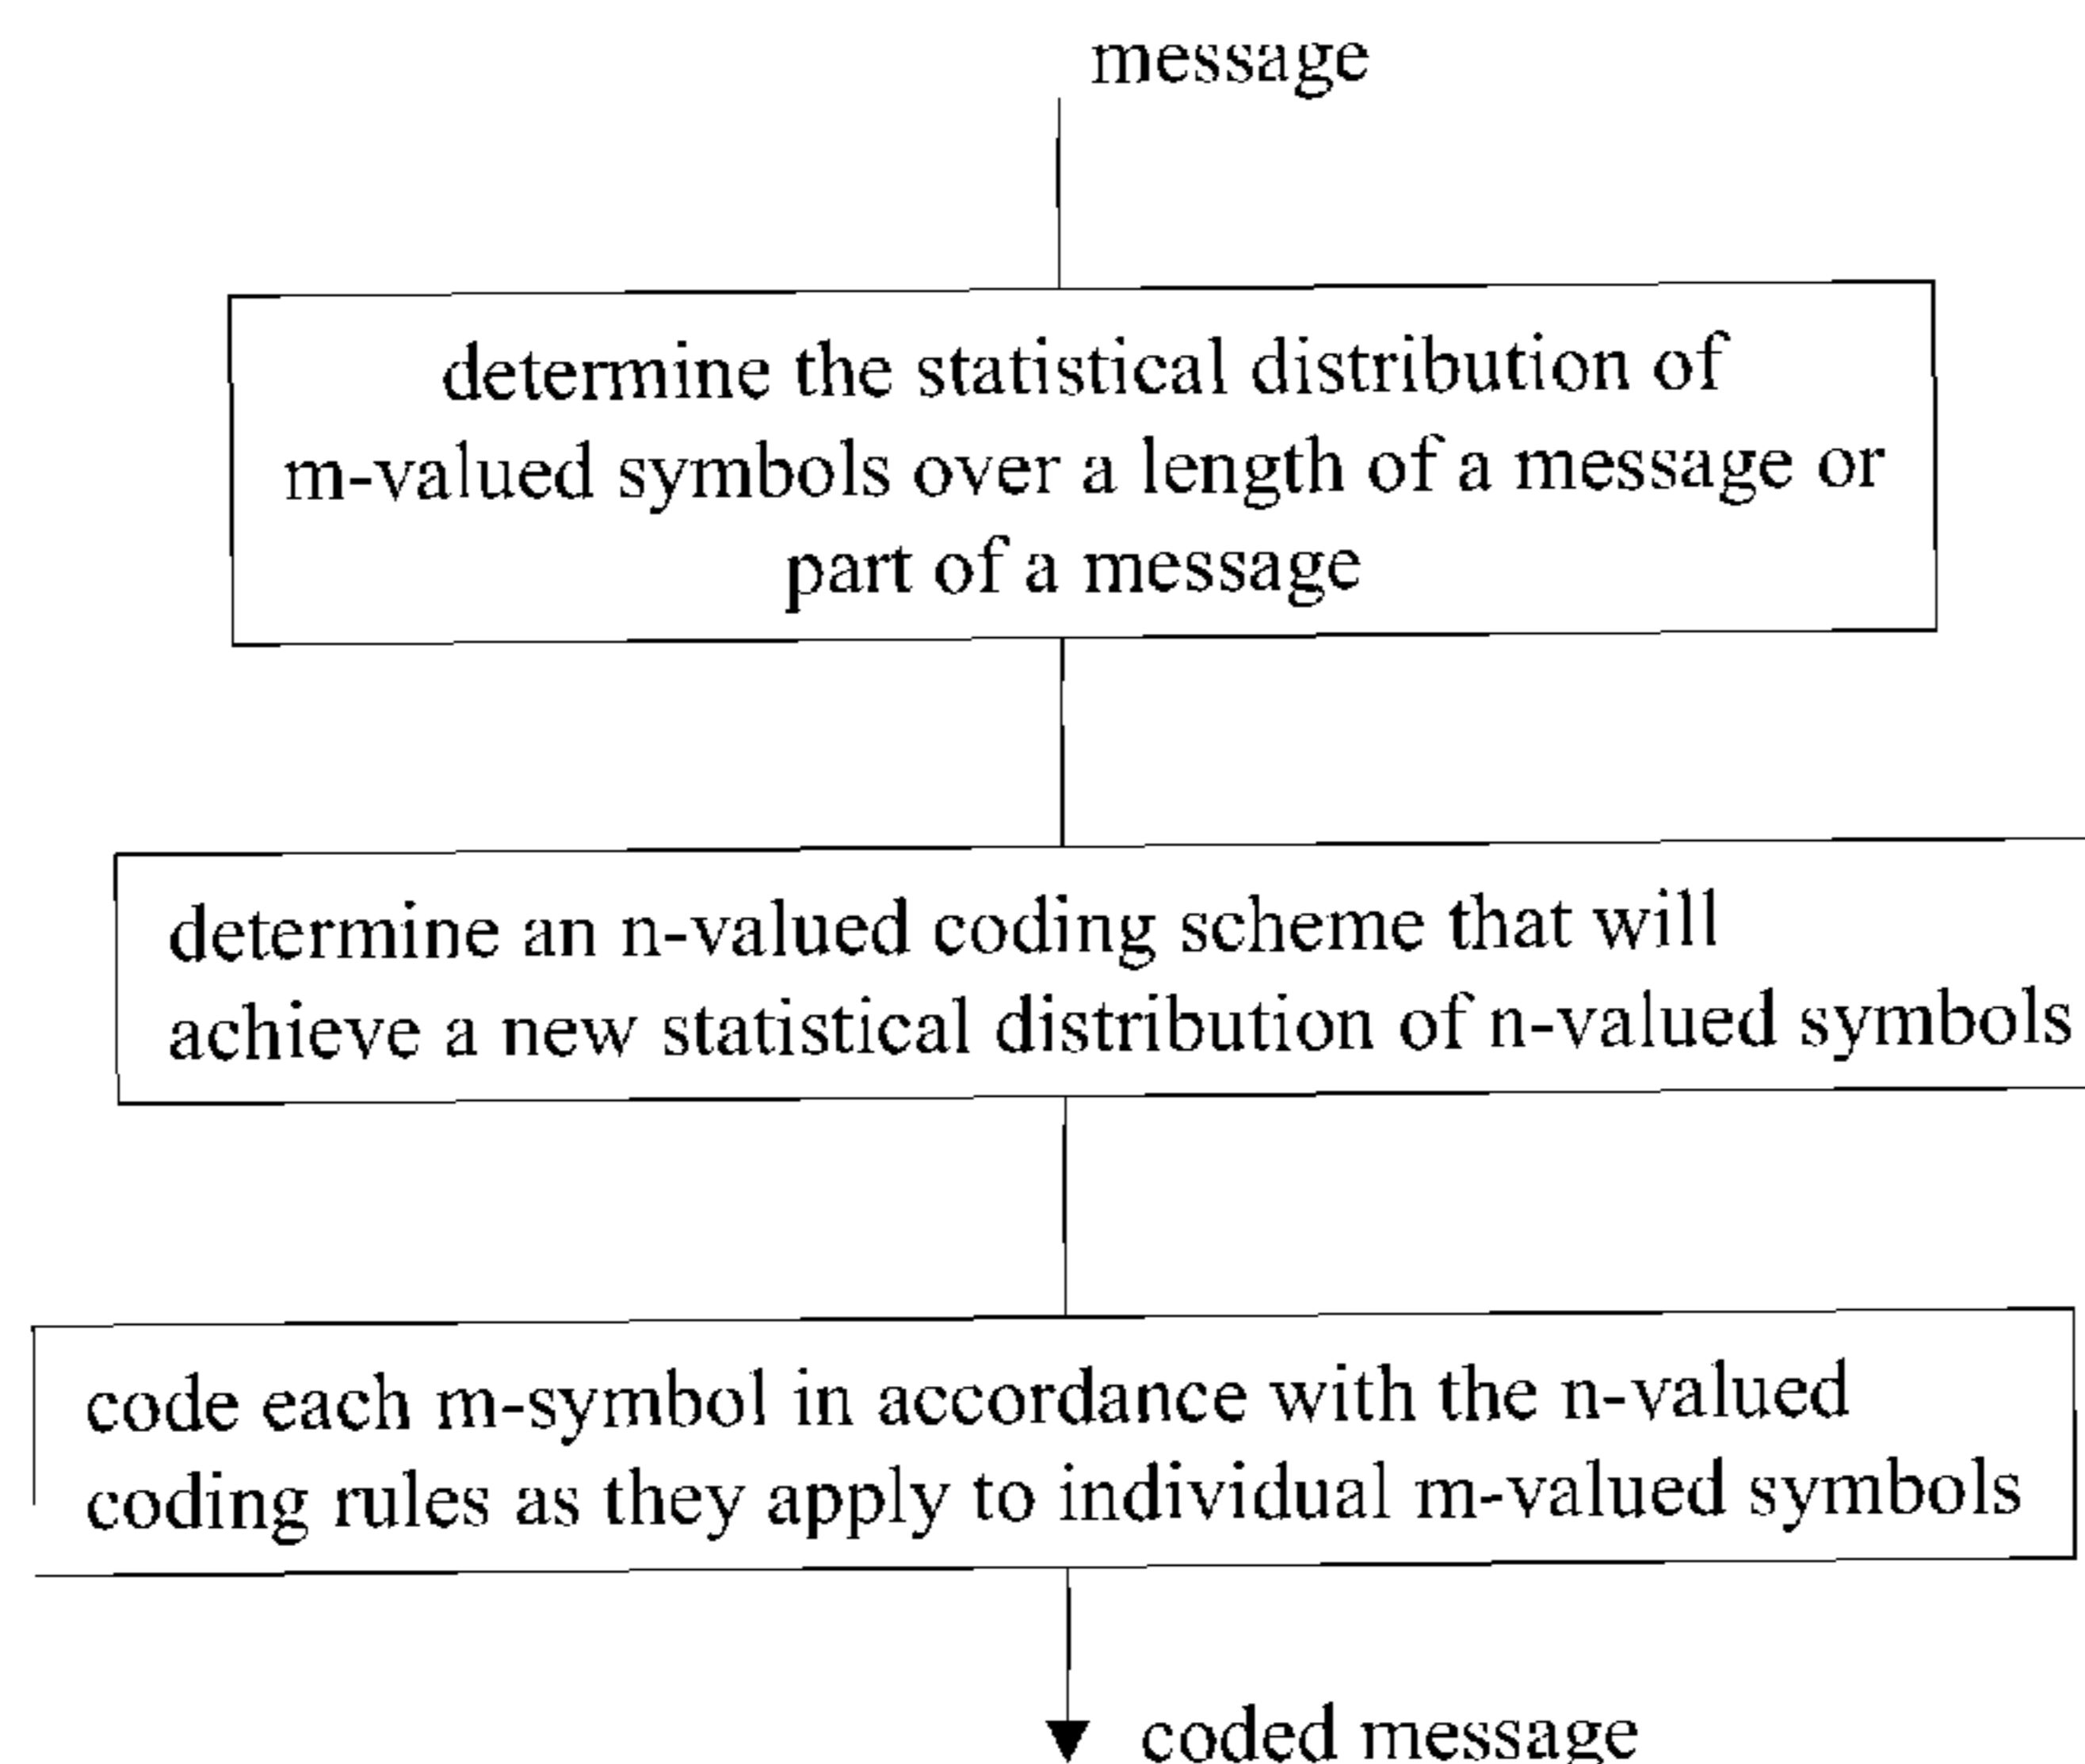 message
determine the statistical distribution of
m-valued symbols over a length of a message or
part of a message
determine an n-valued coding scheme that will
achieve a new statistical distribution of n-valued symbols
code each m-symbol in accordance with the n-valued
coding rules as they apply to individual m-valued symbols
coded message